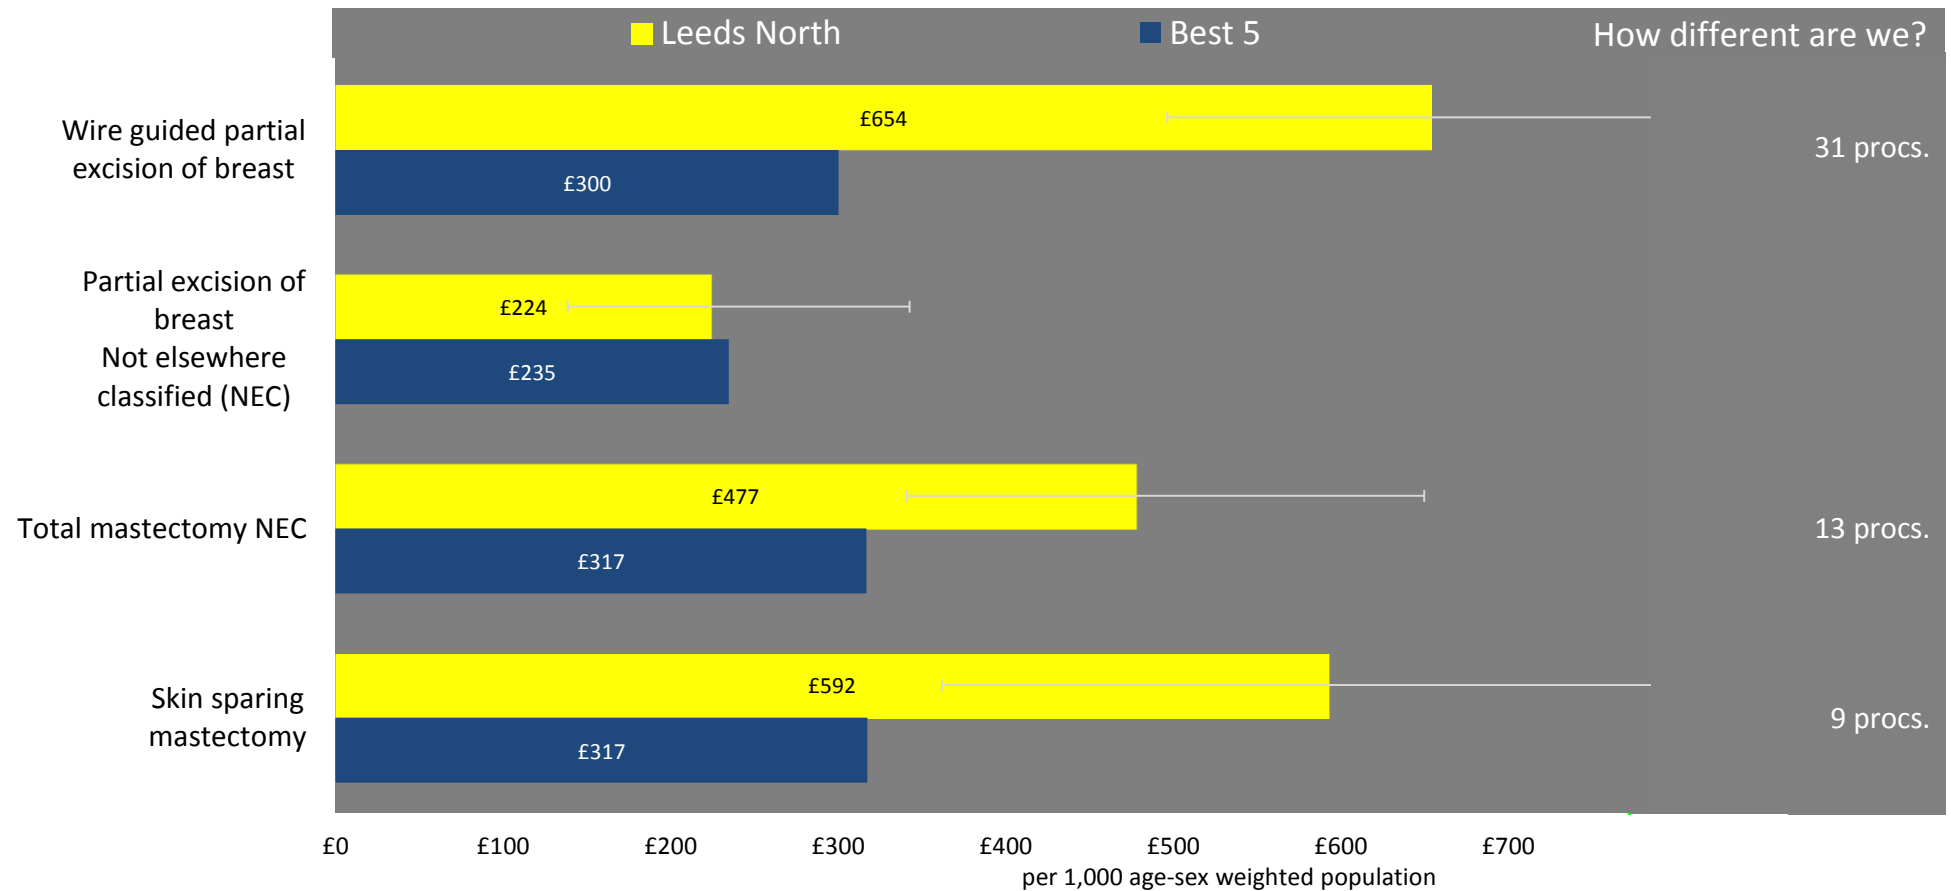 Leeds North
Best 5
How different are we?
Wire guided partial
excision of breast
£654
£300
31 procs.
Partial excision of
breast
Not elsewhere
classified (NEC)
£224
£235
Total mastectomy NEC
£477
£317
13 procs.
Skin sparing
mastectomy
£592
£317
9 procs.
£0 £100 £200 £300 £400 £500 £600 £700
per 1,000 age-sex weighted population